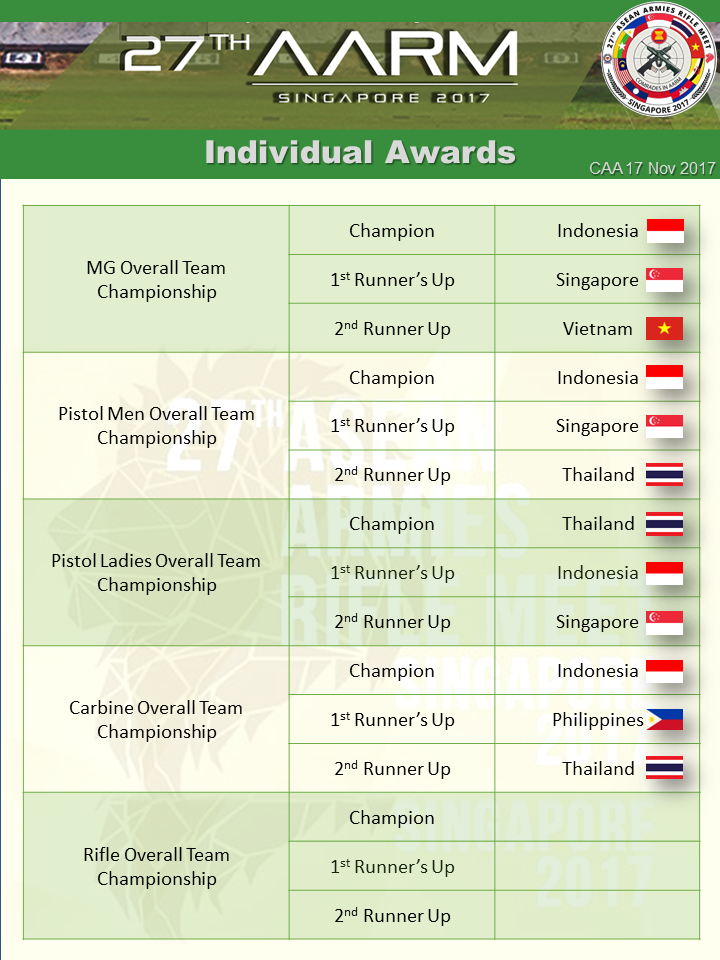 27TH AARM
SINGAPORE 2017
27TH ASEAN ARMIES RIFLE MEET
COMRADES IN AARM
SINGAPORE 2017
Individual Awards
CAA 17 Nov 2017
MG Overall Team
Championship
Champion
Indonesia
1st Runner's Up
Singapore
2nd Runner Up
Vietnam
Pistol Men Overall Team
Championship
Champion
Indonesia
1st Runner's Up
Singapore
2nd Runner Up
Thailand
Pistol Ladies Overall Team
Championship
Champion
Thailand
1st Runner's Up
Indonesia
2nd Runner Up
Singapore
Carbine Overall Team
Championship
Champion
Indonesia
1st Runner's Up
Philippines
2nd Runner Up
Thailand
Rifle Overall Team
Championship
Champion
1st Runner's Up
2nd Runner Up
27TH ASEAN
ARMIES
RIFLE MEET
SINGAPORE
2017
SINGAPORE
2017